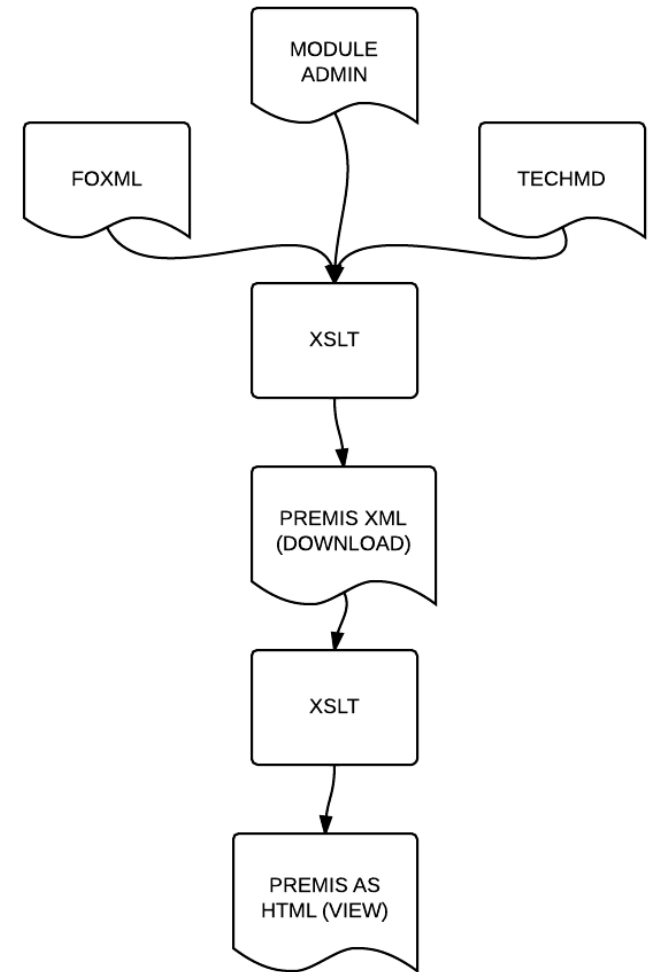 MODULE
ADMIN
FOXML
TECHMD
XSLT
PREMIS XML
(DOWNLOAD)
XSLT
PREMIS AS
HTML (VIEW)